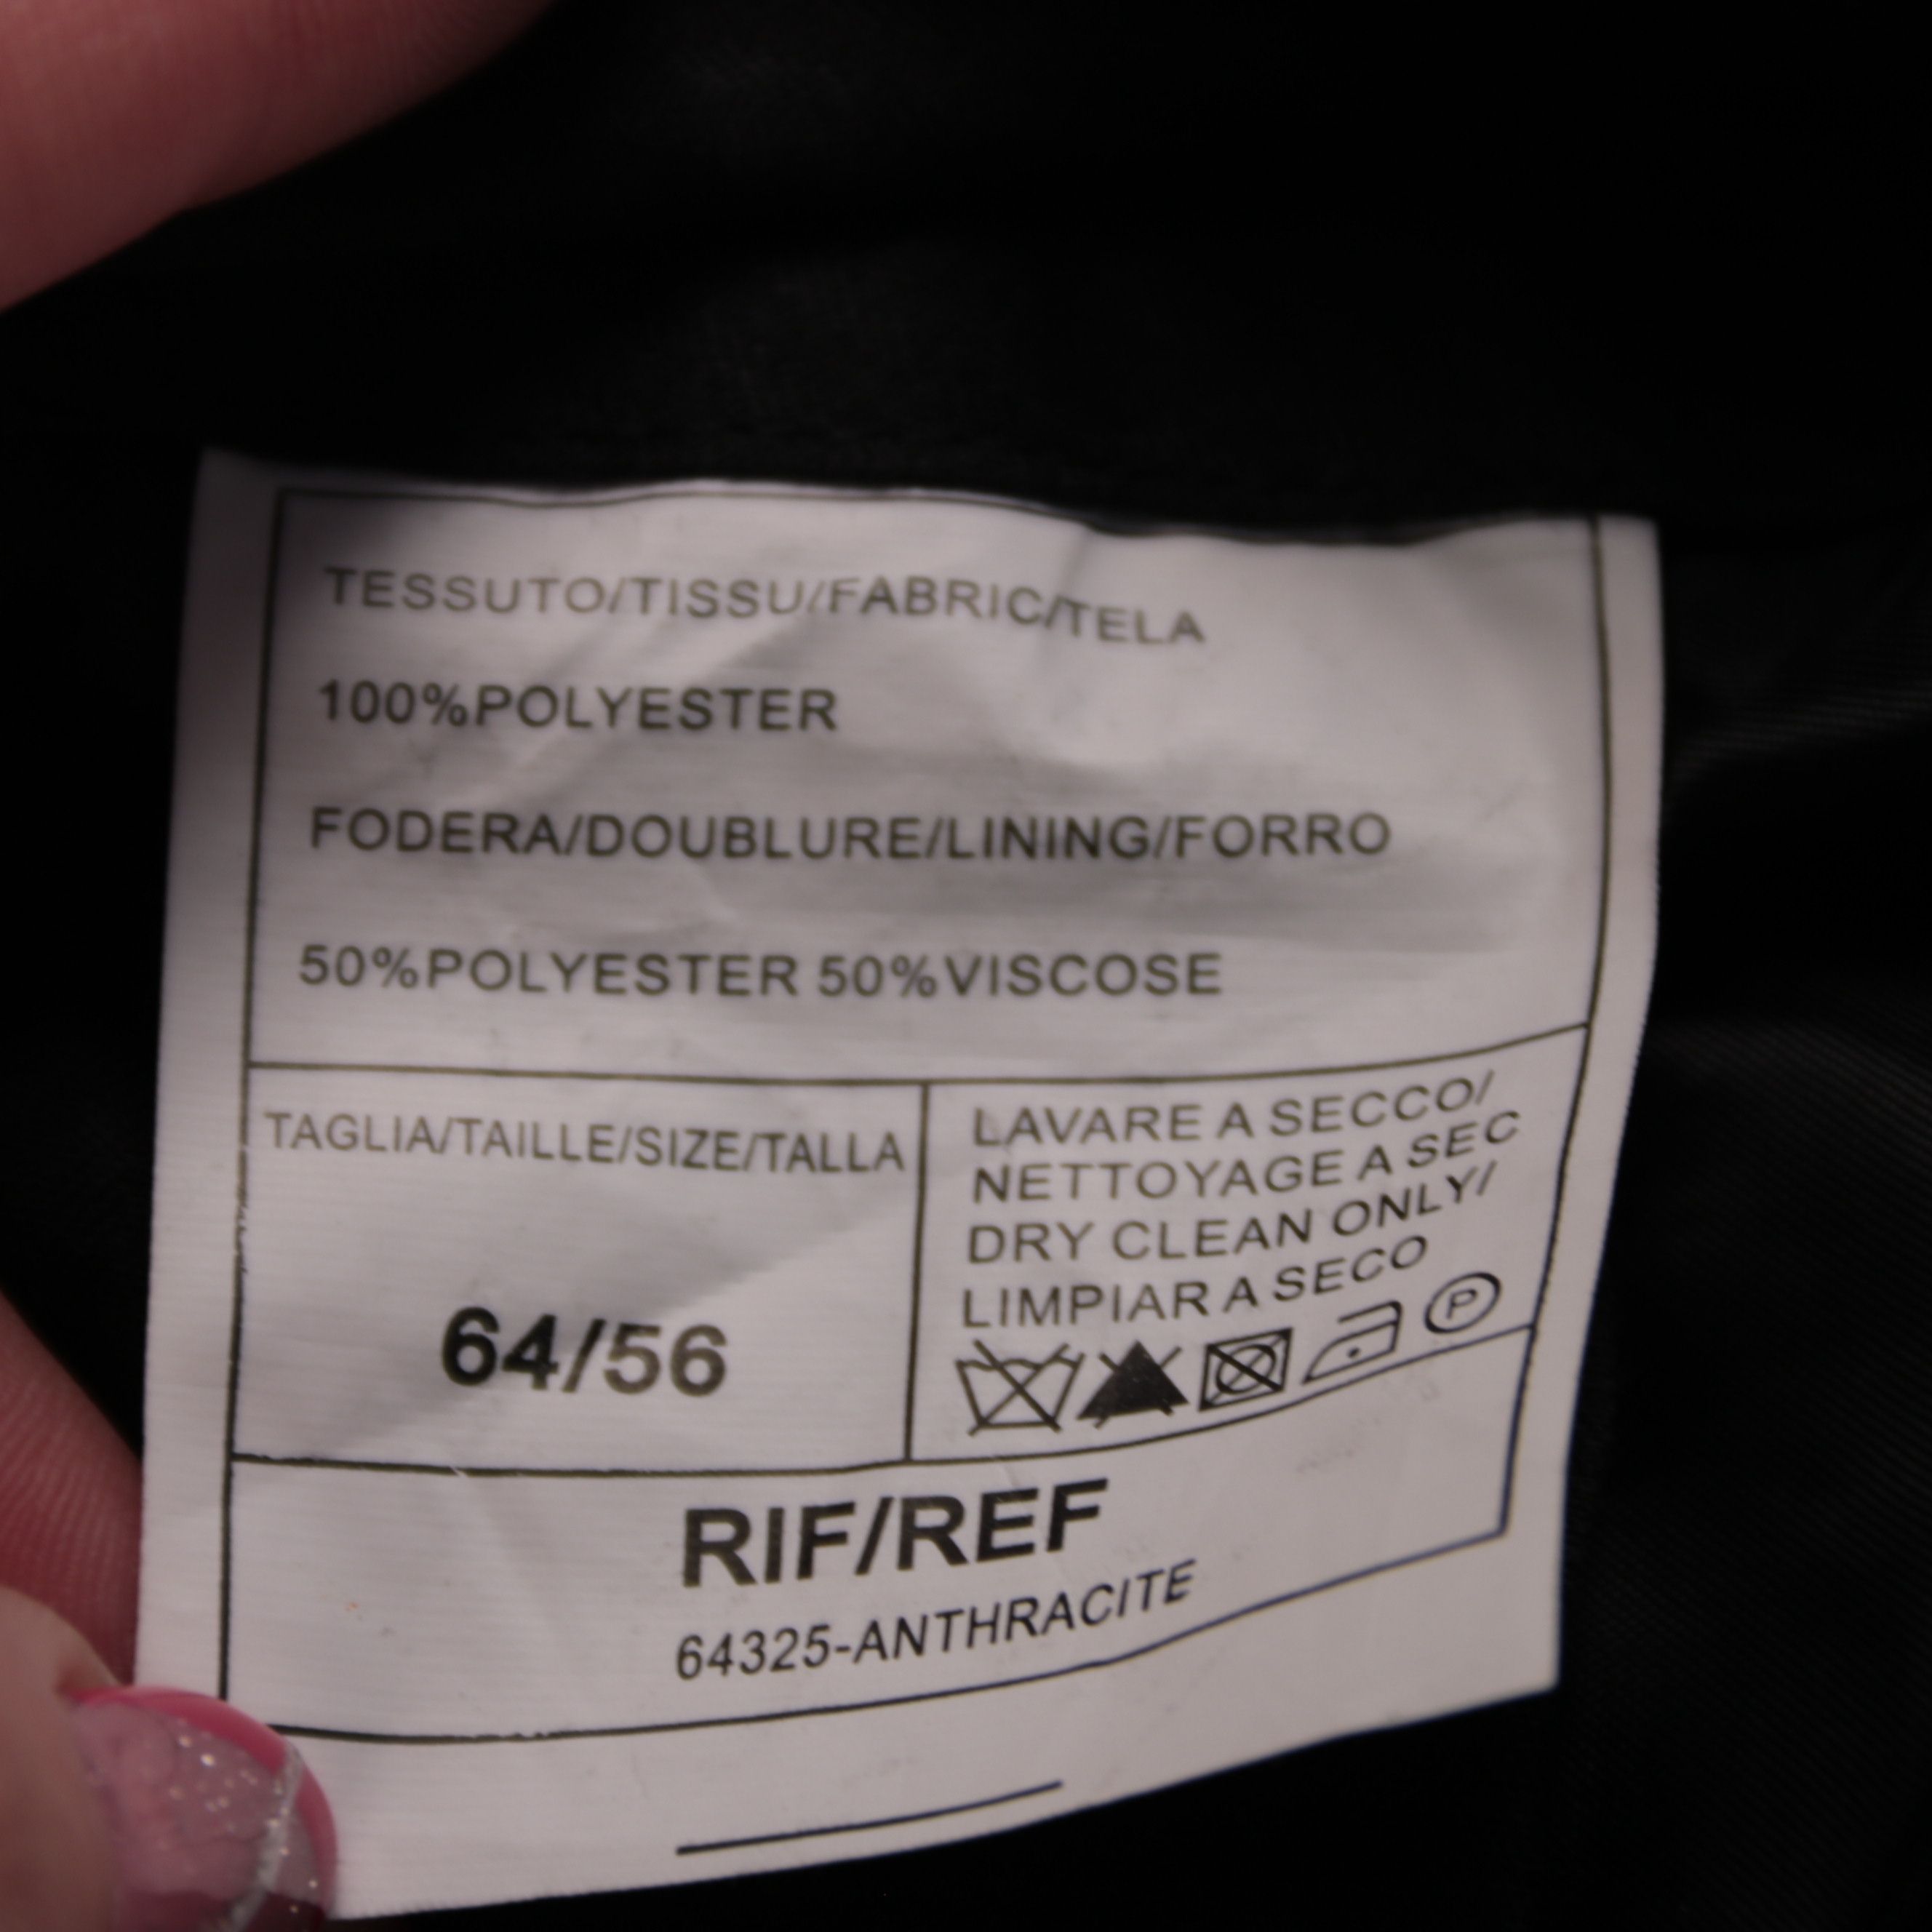 TESSUTO/TISSU/FABRIC/TELA
100%POLYESTER
FODERA/DOUBLURE/LINING/FORRO
50%POLYESTER 50%VISCOSE
TAGLIA/TAILLE/SIZE/TALLA
64/56
LAVARE A SECCO/
NETTOYAGE A SEC
DRY CLEAN ONLY/
LIMPIAR A SECO
P
RIF/REF
64325-ANTHRACITE